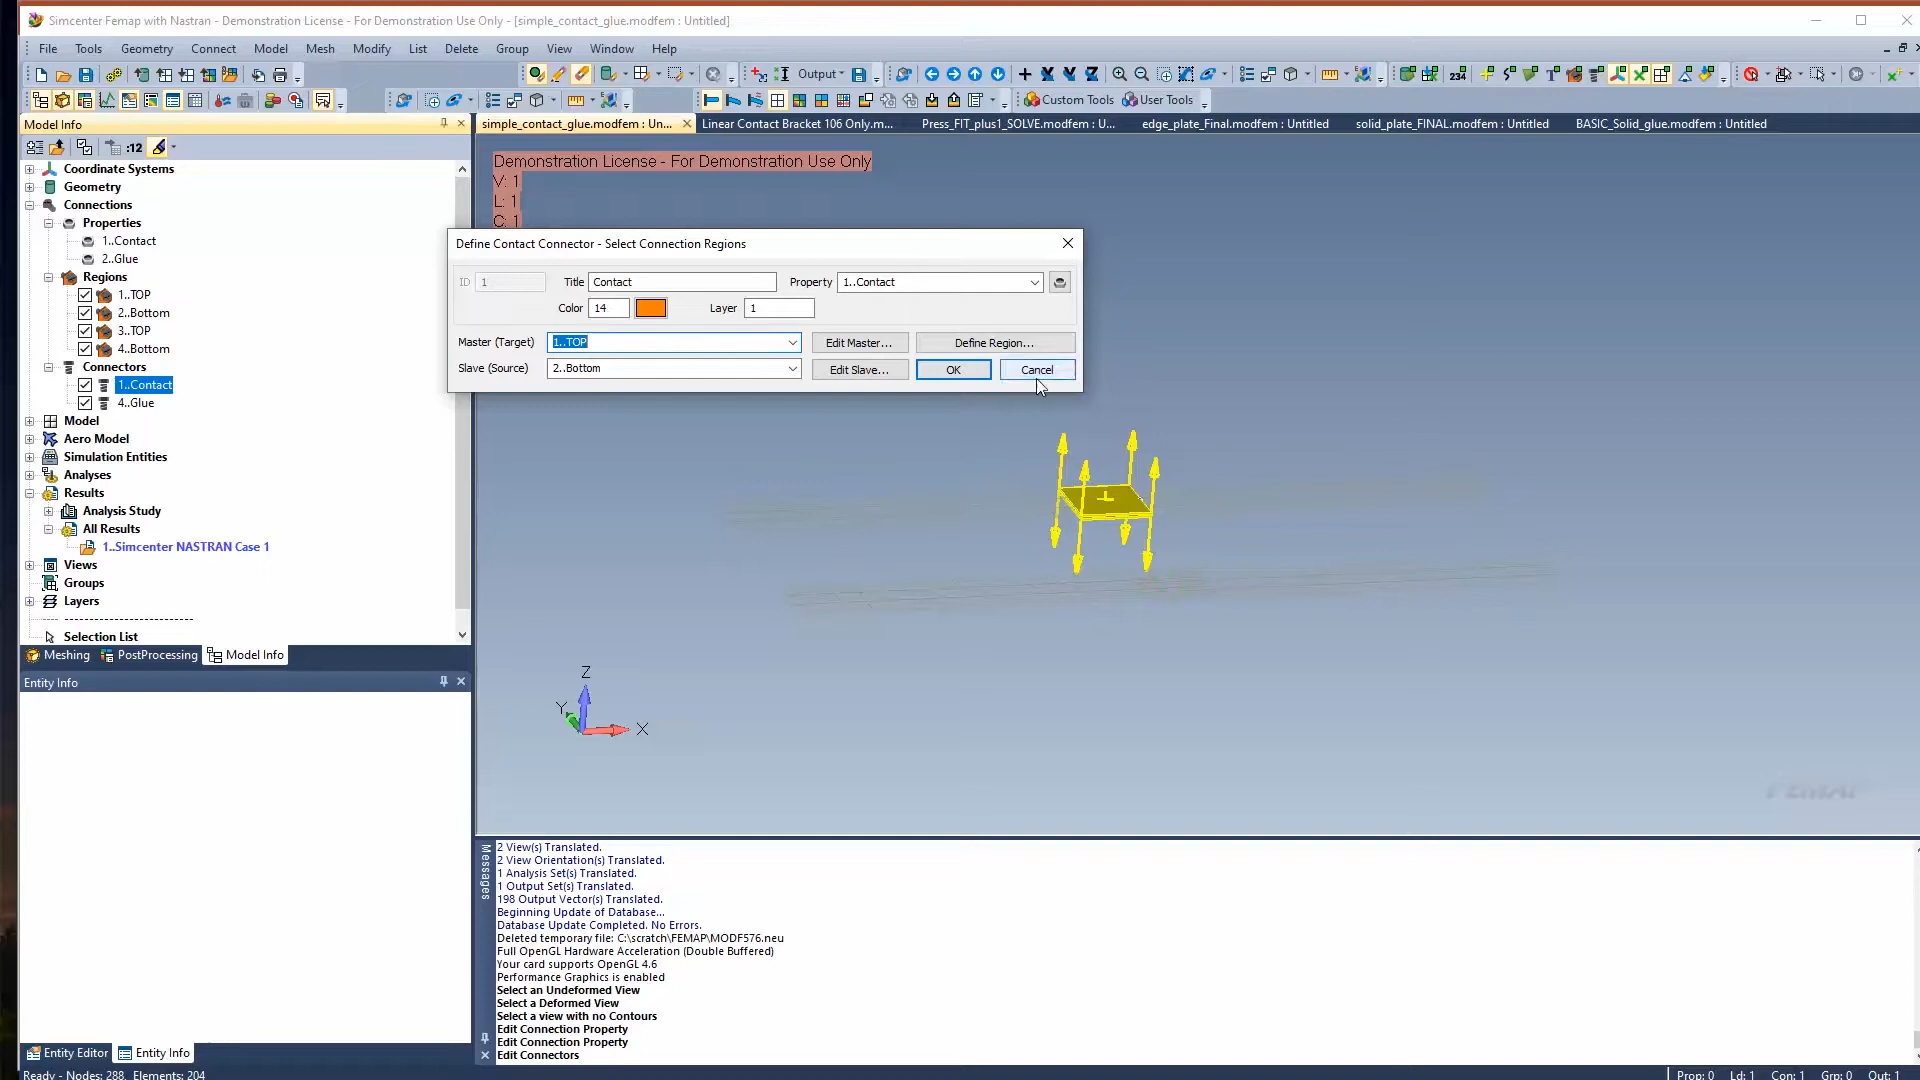 Simcenter Femap with Nastran - Demonstration License - For Demonstration Use Only - [simple_contact_glue.modfem : Untitled]
File Tools Geometry Connect Model Mesh Modify List Delete Group View Window Help
Output
234
Custom Tools User Tools
Model Info
simple_contact_glue.modfem : Un... Linear Contact Bracket 106 Only.m... Press_FIT_plus1_SOLVE.modfem : U... edge_plate_Final.modfem : Untitled solid_plate_FINAL.modfem : Untitled BASIC_Solid_glue.modfem : Untitled
:12
Coordinate Systems
Geometry
Connections
Properties
1..Contact
2..Glue
Regions
1..TOP
2..Bottom
3..TOP
4..Bottom
Connectors
1..Contact
4..Glue
Model
Aero Model
Simulation Entities
Analyses
Results
Analysis Study
All Results
1..Simcenter NASTRAN Case 1
Views
Groups
Layers
Selection List
Meshing PostProcessing Model Info
Entity Info
Demonstration License - For Demonstration Use Only
V: 1
L: 1
C: 1
Define Contact Connector - Select Connection Regions
ID 1 Title Contact Property 1..Contact
Color 14 Layer 1
Master (Target) 1..TOP Edit Master... Define Region...
Slave (Source) 2..Bottom Edit Slave... OK Cancel
Z
Y
X
FEMAP
Messages
2 View(s) Translated.
2 View Orientation(s) Translated.
1 Analysis Set(s) Translated.
1 Output Set(s) Translated.
198 Output Vector(s) Translated.
Beginning Update of Database...
Database Update Completed. No Errors.
Deleted temporary file: C:\scratch\FEMAP\MODF576.neu
Full OpenGL Hardware Acceleration (Double Buffered)
Your card supports OpenGL 4.6
Performance Graphics is enabled
Select an Undeformed View
Select a Deformed View
Select a view with no Contours
Edit Connection Property
Edit Connection Property
Edit Connectors
Entity Editor Entity Info
Ready - Nodes: 288, Elements: 204
Prop: 0 Ld: 1 Con: 1 Grp: 0 Out: 1